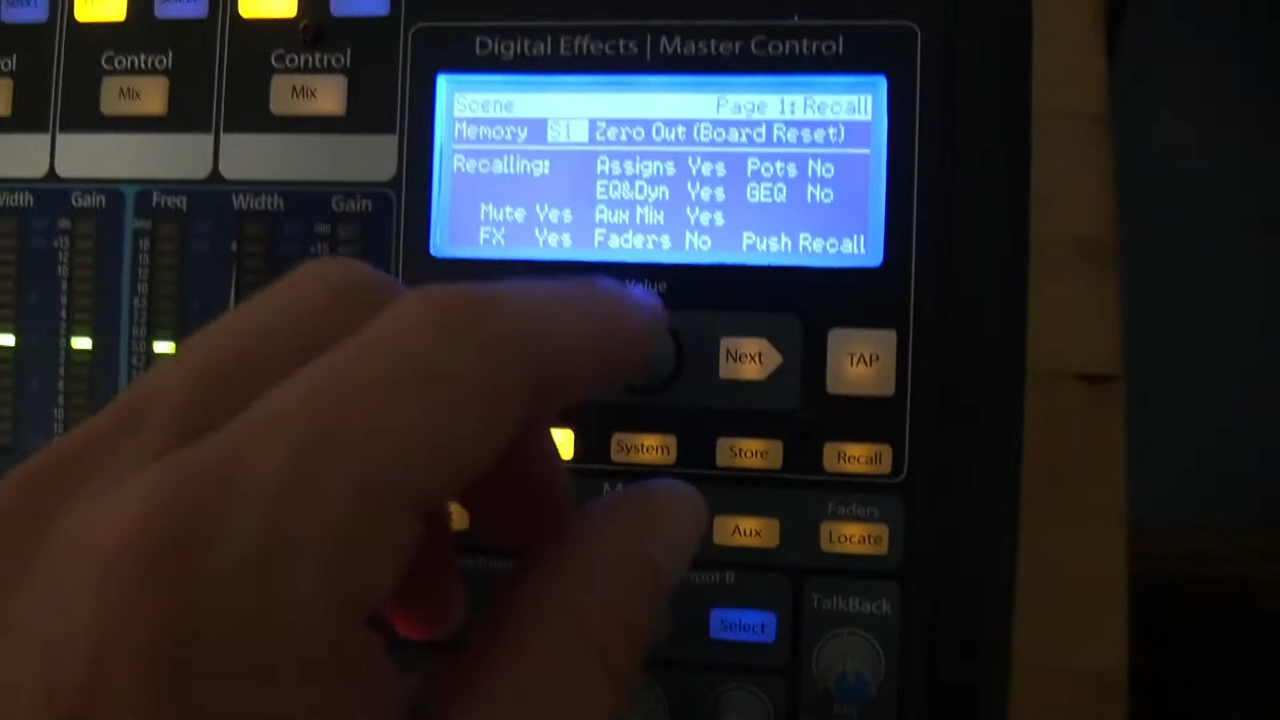 Select
Control
Control
Mix
Mix
Digital Effects | Master Control
Scene Page 1: Recall
Memory S1 Zero Out (Board Reset)
Recalling: Assigns Yes Pots No
EQ&Dyn Yes GEQ No
Mute Yes Aux Mix Yes
FX Yes Faders No Push Recall
Width Gain Freq Width Gain
Value
Next
TAP
System
Store
Recall
Faders
Aux
Locate
Select
TalkBack